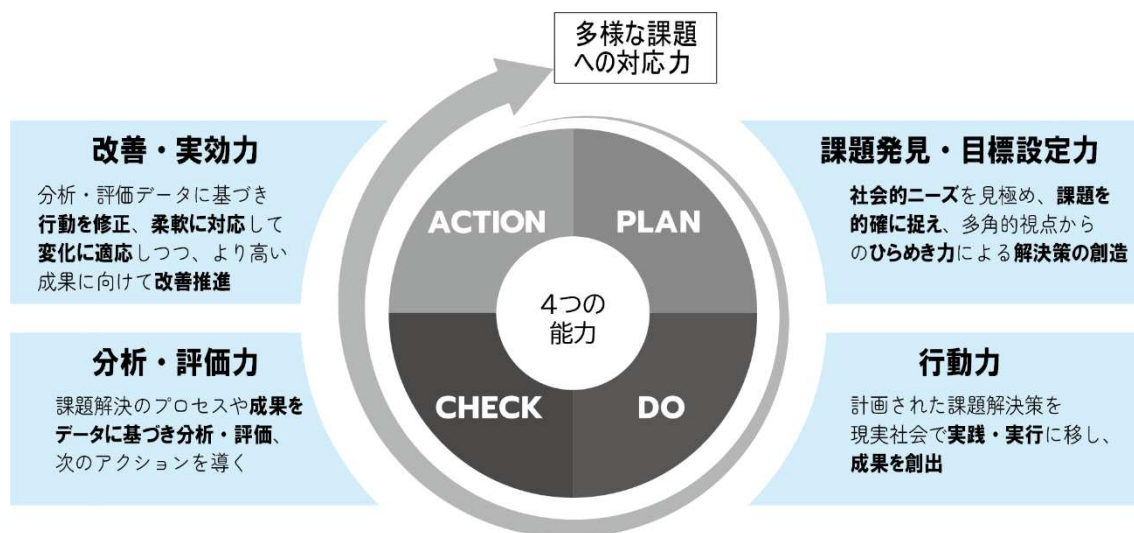 多様な課題
への対応力
改善・実効力
分析・評価データに基づき
行動を修正、柔軟に対応して
変化に適応しつつ、より高い
成果に向けて改善推進
課題発見・目標設定力
社会的ニーズを見極め、課題を
的確に捉え、多角的視点から
のひらめき力による解決策の創造
ACTION
PLAN
4つの
能力
CHECK
DO
分析・評価力
課題解決のプロセスや成果を
データに基づき分析・評価、
次のアクションを導く
行動力
計画された課題解決策を
現実社会で実践・実行に移し、
成果を創出